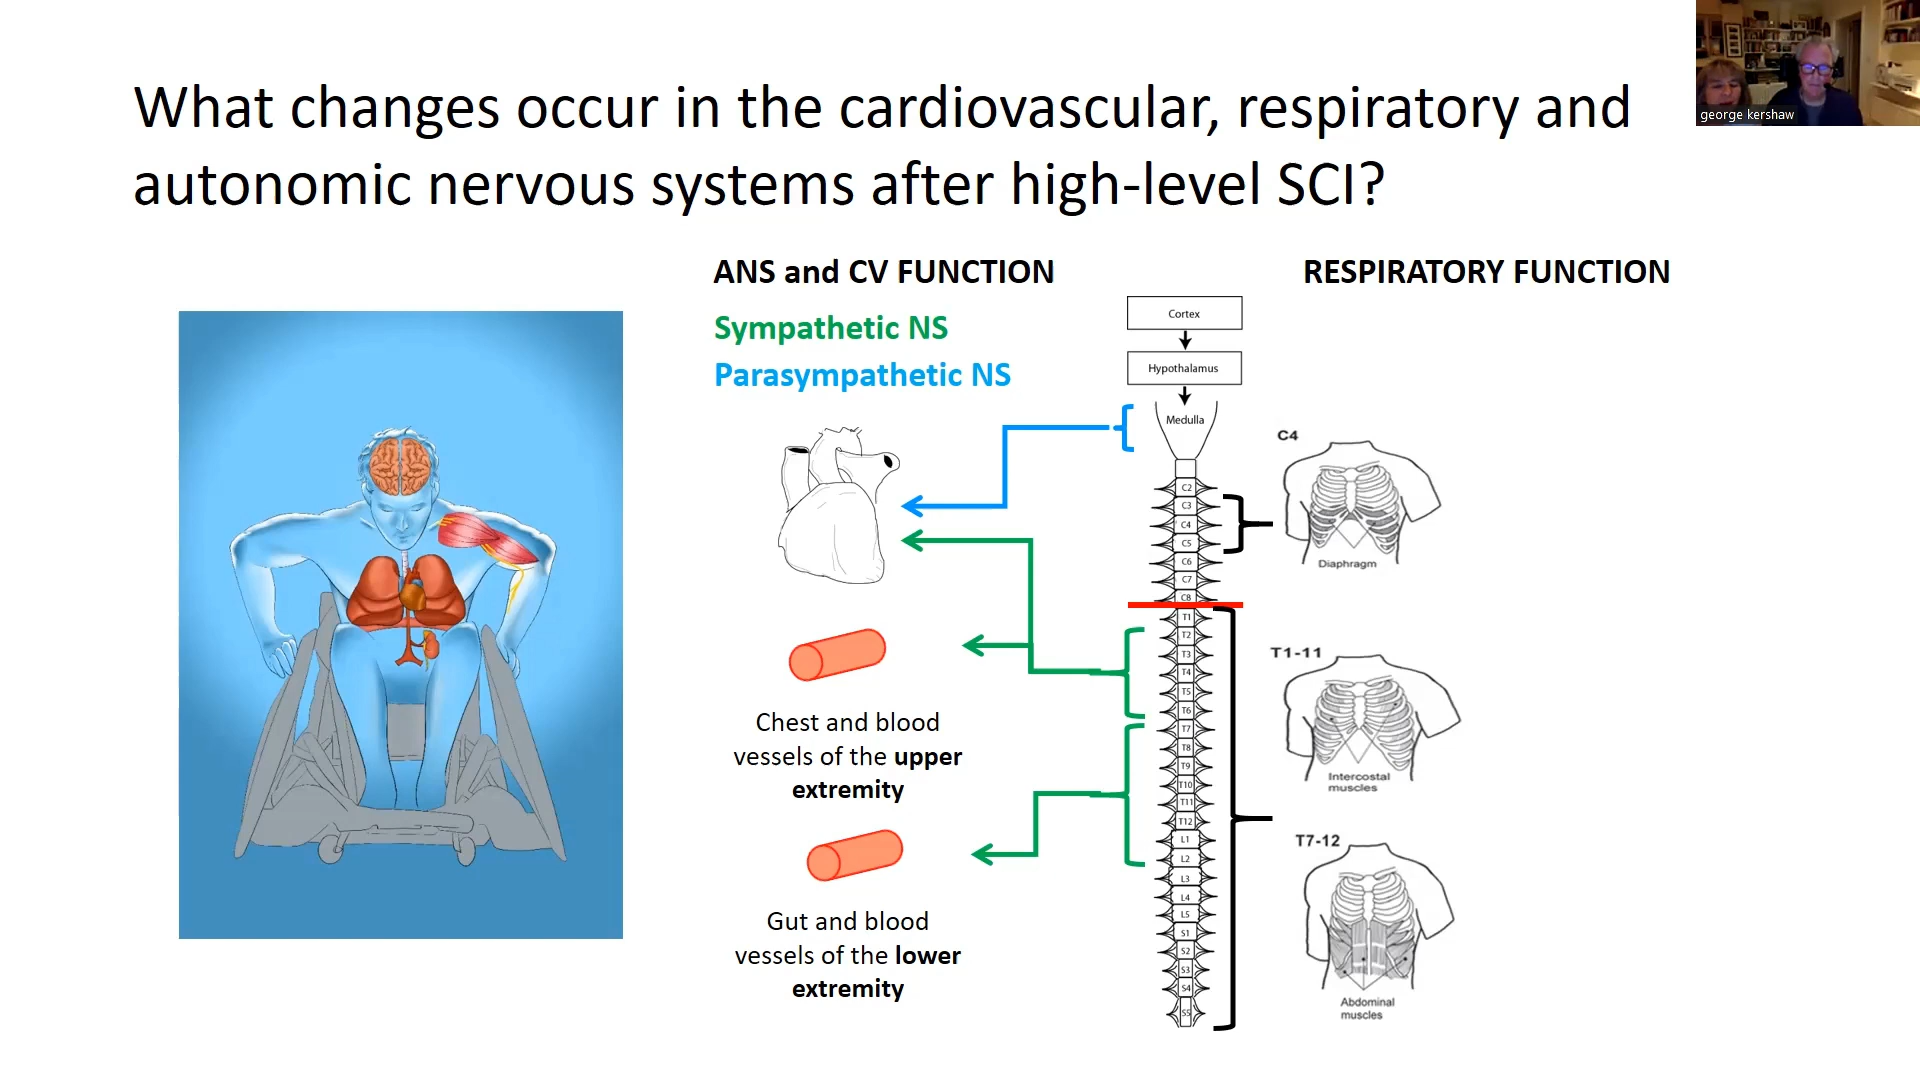 What changes occur in the cardiovascular, respiratory and
autonomic nervous systems after high-level SCI?
george kershaw
ANS and CV FUNCTION
RESPIRATORY FUNCTION
Sympathetic NS
Parasympathetic NS
Cortex
Hypothalamus
Medulla
C2
C3
C4
C5
C6
C7
C8
T1
T2
T3
T4
T5
T6
T7
T8
T9
T10
T11
T12
L1
L2
L3
L4
L5
S1
S2
S3
S4
S5
Chest and blood
vessels of the upper
extremity
Gut and blood
vessels of the lower
extremity
C4
Diaphragm
T1-11
Intercostal
muscles
T7-12
Abdominal
muscles